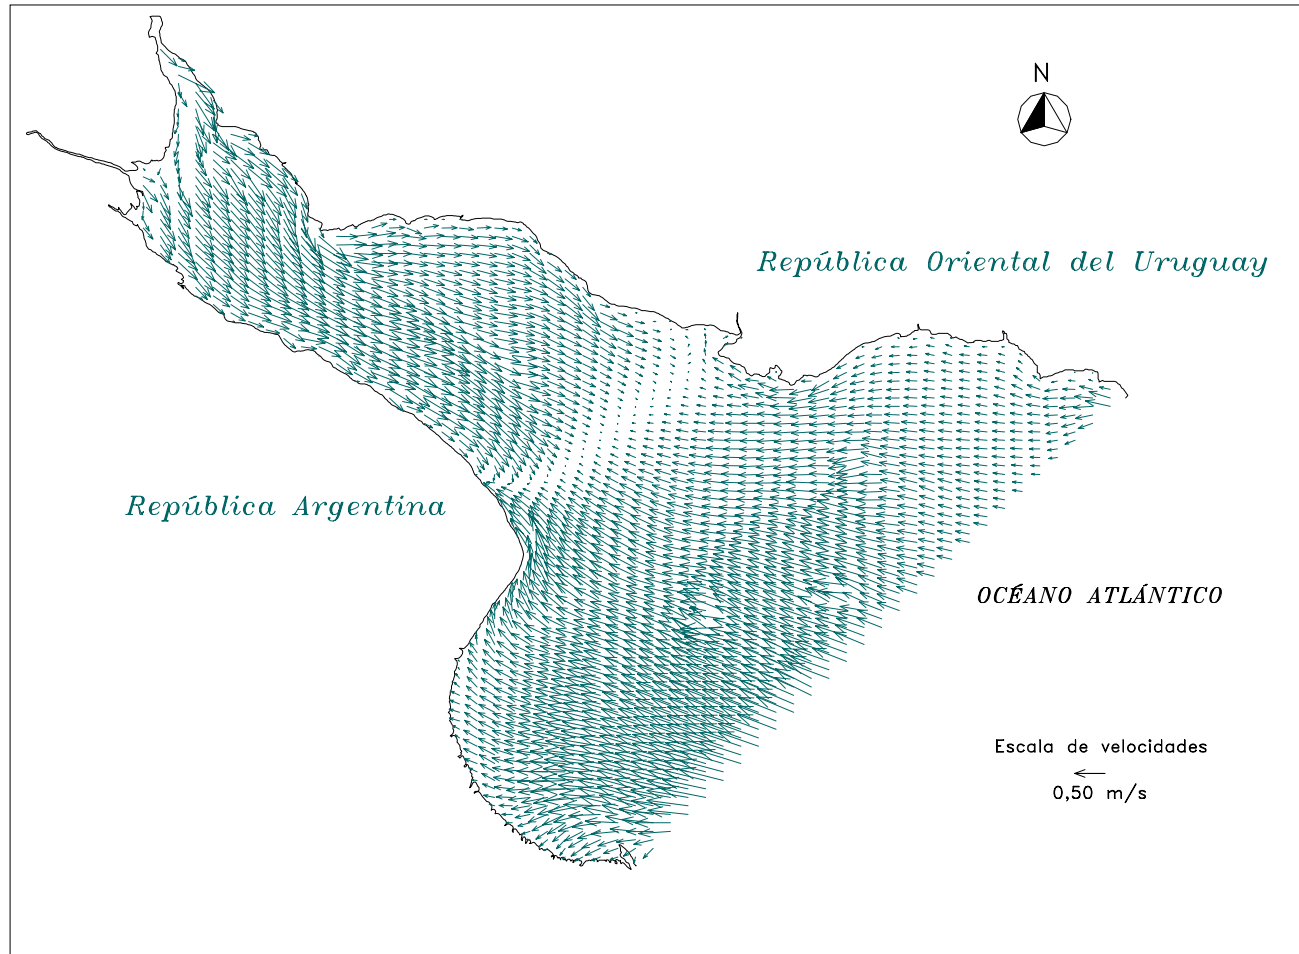 N
República Oriental del Uruguay
República Argentina
OCÉANO ATLÁNTICO
Escala de velocidades
0,50 m/s